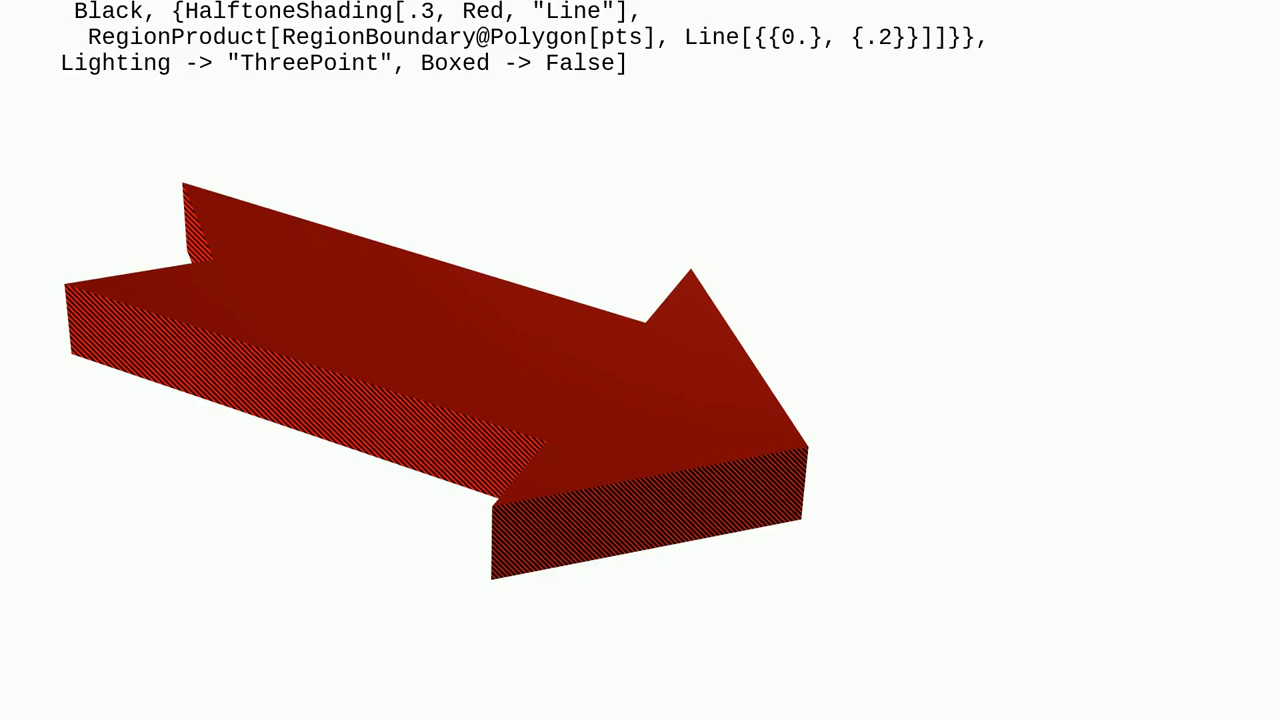 Black, {HalftoneShading[.3, Red, "Line"],
RegionProduct[RegionBoundary@Polygon[pts], Line[{{0.}, {.2}}]]}},
Lighting -> "ThreePoint", Boxed -> False]